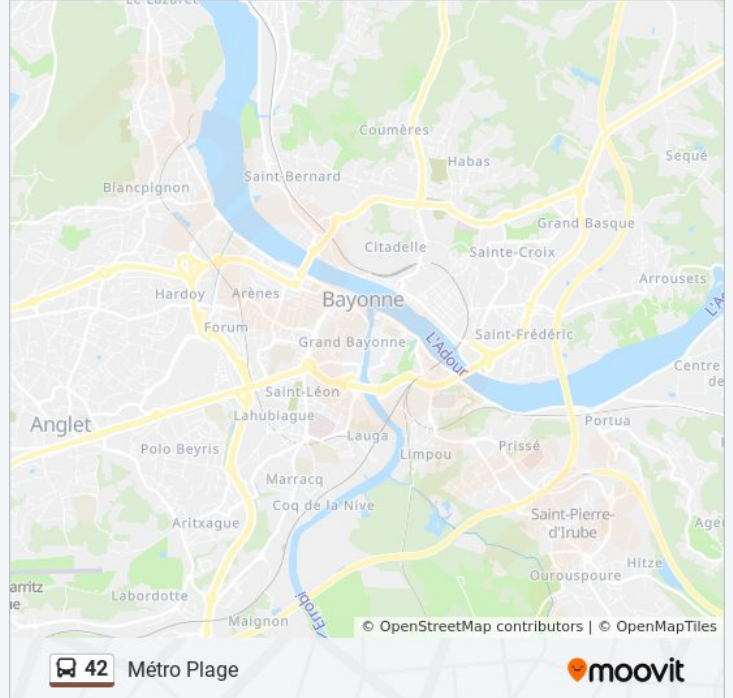 Le Lazaret
Coumères
Habas
Sequé
Saint-Bernard
Blancpignon
Grand Basque
Citadelle
Sainte-Croix
Arrousets
Hardoy
Arènes
Bayonne
L'A
Forum
Saint-Frédéric
Grand Bayonne
L'Adour
Centre
de
Saint-Léon
Lahubiague
Anglet
Portua
Lauga
Polo Beyris
Limpou
Prissé
Marracq
Coq de la Nive
Saint-Pierre-
d'Irube
Aritxague
Age
Hitze
arritz
ue
Ourouspoure
Labordotte
Errobi
Maignon
© OpenStreetMap contributors | © OpenMapTiles
42 Métro Plage
moovit